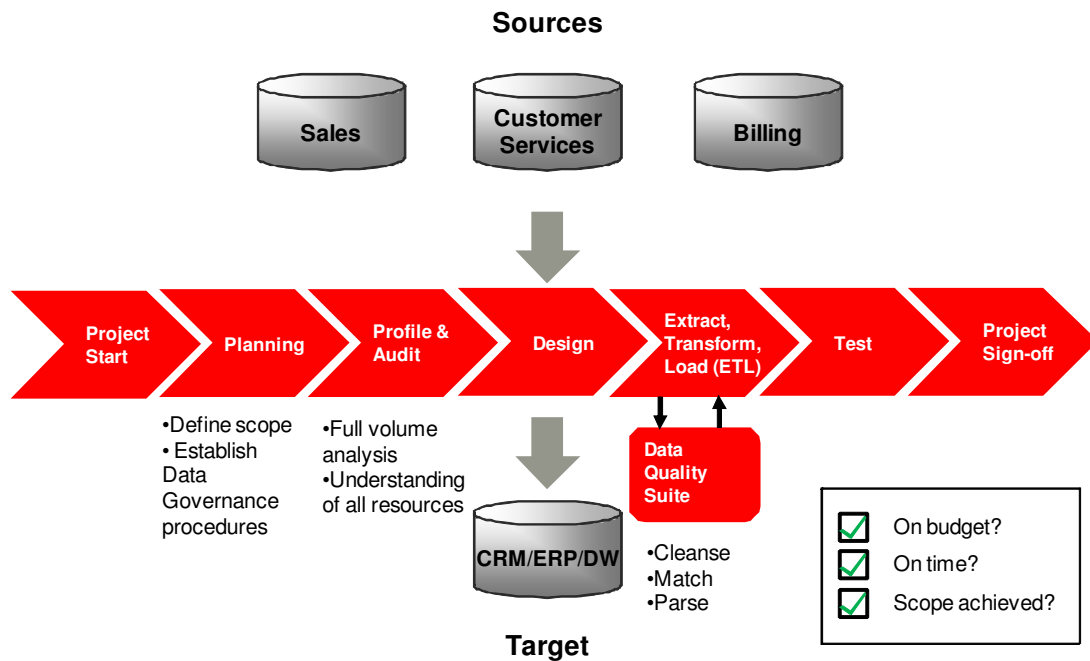 Sources
Sales
Customer
Services
Billing
Project
Start
Planning
Profile &
Audit
Design
Extract,
Transform,
Load (ETL)
Test
Project
Sign-off
•Define scope
• Establish
Data
Governance
procedures
•Full volume
analysis
•Understanding
of all resources
Data
Quality
Suite
•Cleanse
•Match
•Parse
CRM/ERP/DW
Target
On budget?
On time?
Scope achieved?